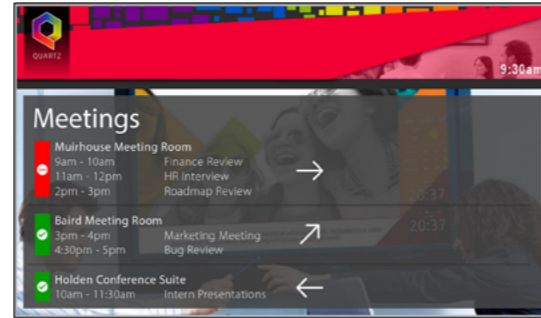 QUARTZ
9:30am
Meetings
Muirhouse Meeting Room
9am - 10am Finance Review
11am - 12pm HR Interview
2pm - 3pm Roadmap Review
20:37
Baird Meeting Room
3pm - 4pm Marketing Meeting
20:37
4:30pm - 5pm Bug Review
Holden Conference Suite
10am - 11:30am Intern Presentations